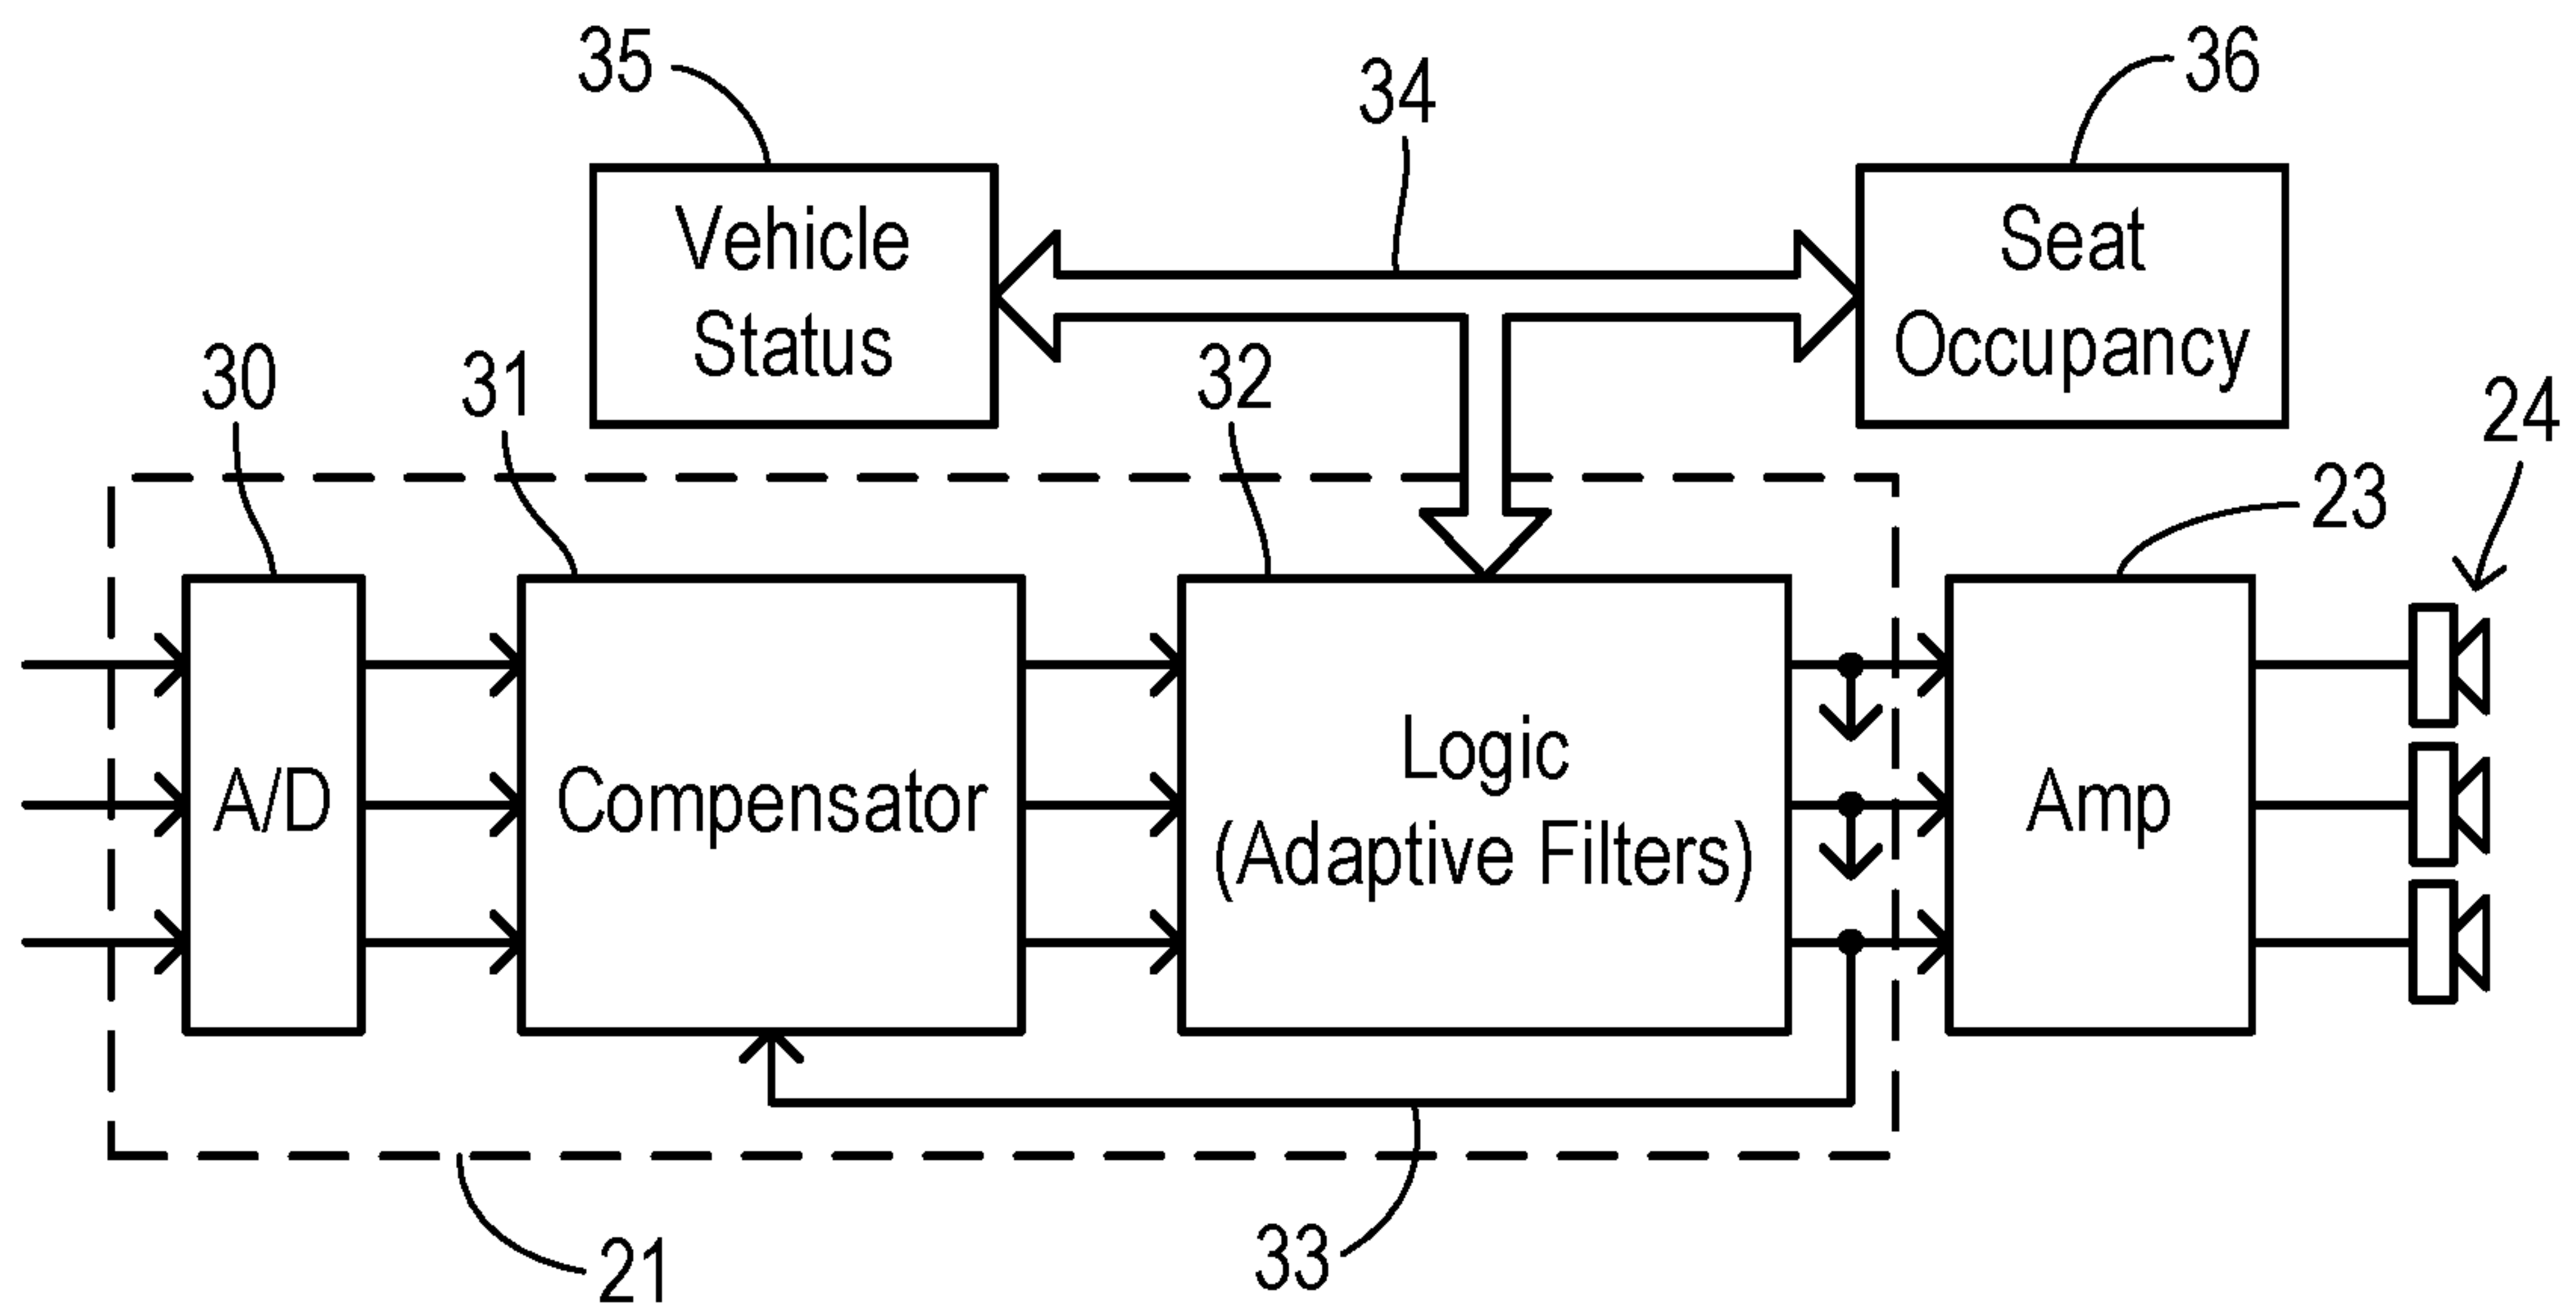 35
34
36
Vehicle
Status
Seat
Occupancy
30
31
32
24
23
A/D
Compensator
Logic
(Adaptive Filters)
Amp
21
33